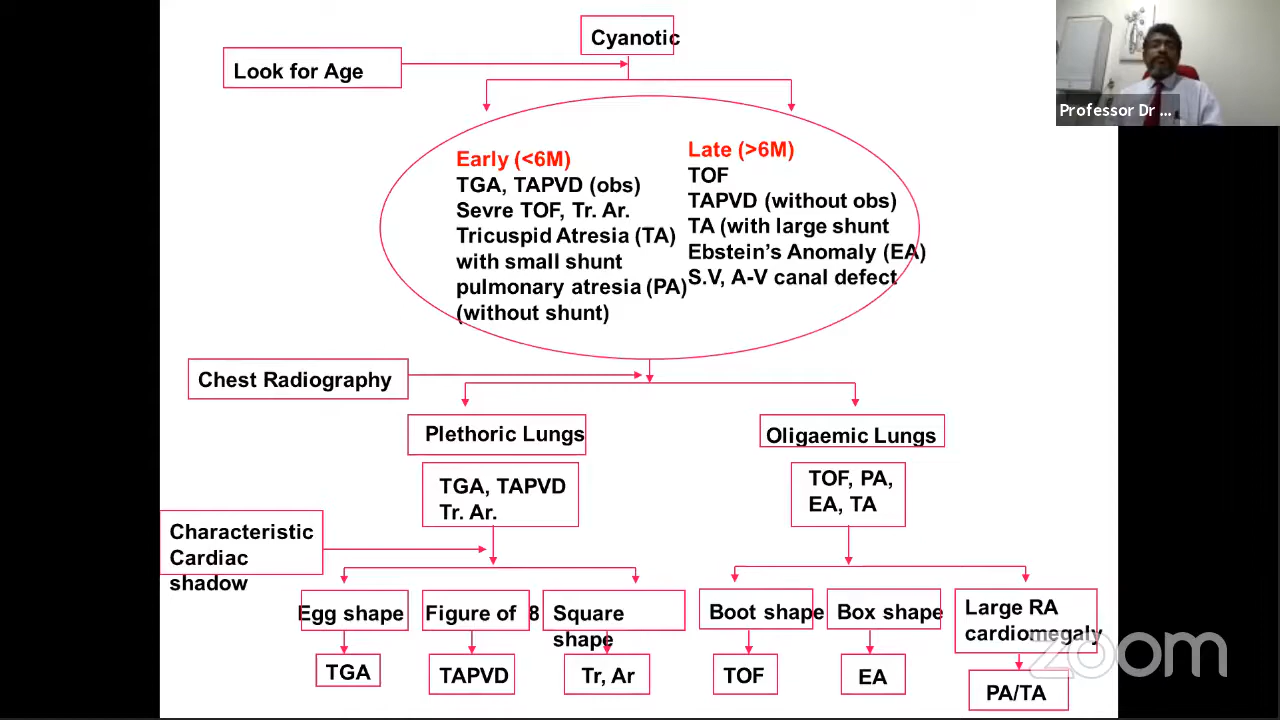 Cyanotic
Look for Age
Early (<6M)
TGA, TAPVD (obs)
Sevre TOF, Tr. Ar.
Tricuspid Atresia (TA)
with small shunt
pulmonary atresia (PA)
(without shunt)
Late (>6M)
TOF
TAPVD (without obs)
TA (with large shunt
Ebstein's Anomaly (EA)
S.V, A-V canal defect
Chest Radiography
Plethoric Lungs
Oligaemic Lungs
TGA, TAPVD
Tr. Ar.
TOF, PA,
EA, TA
Characteristic
Cardiac
shadow
Egg shape
Figure of 8
Square
shape
Boot shape
Box shape
Large RA
cardiomegaly
TGA
TAPVD
Tr, Ar
TOF
EA
PA/TA
Professor Dr ...
zoom